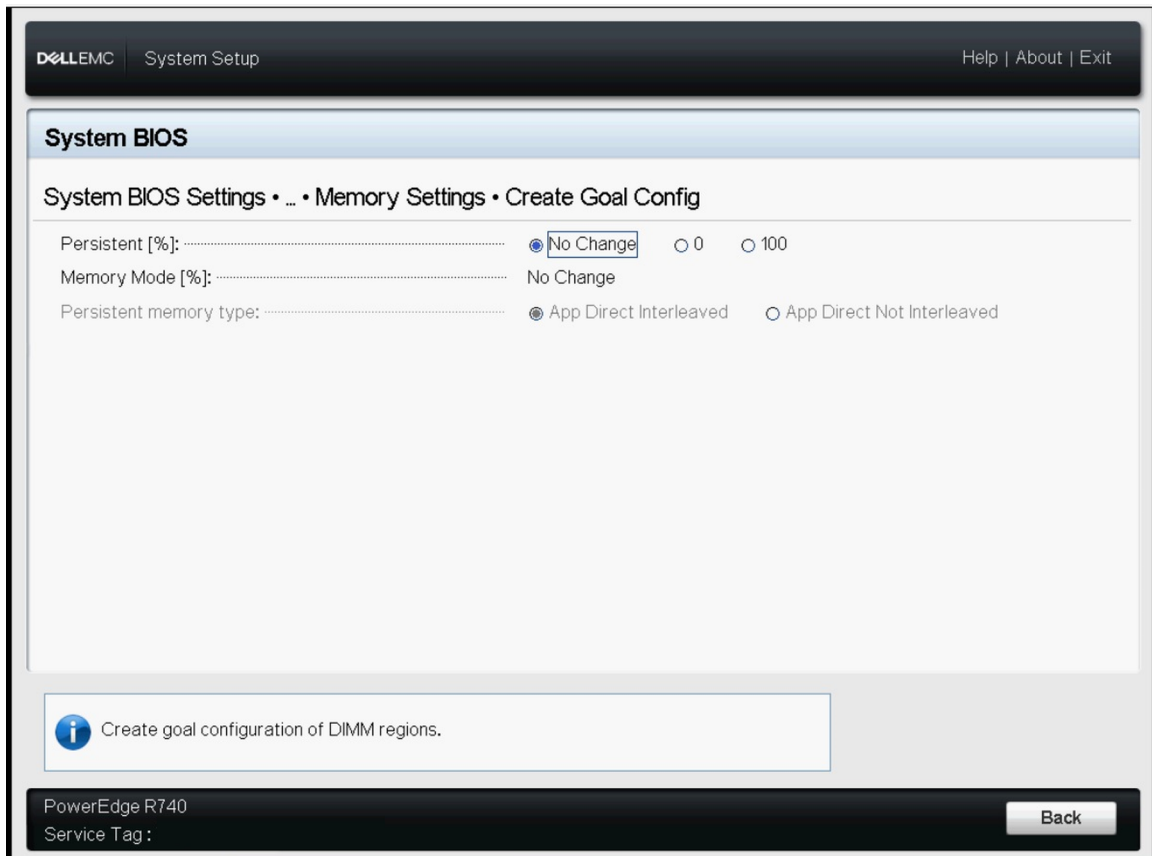 DELLEMC System Setup Help | About | Exit
System BIOS
System BIOS Settings • ... • Memory Settings • Create Goal Config
Persistent [%]: No Change 0 100
Memory Mode [%]: No Change
Persistent memory type: App Direct Interleaved App Direct Not Interleaved
Create goal configuration of DIMM regions.
PowerEdge R740
Service Tag :
Back